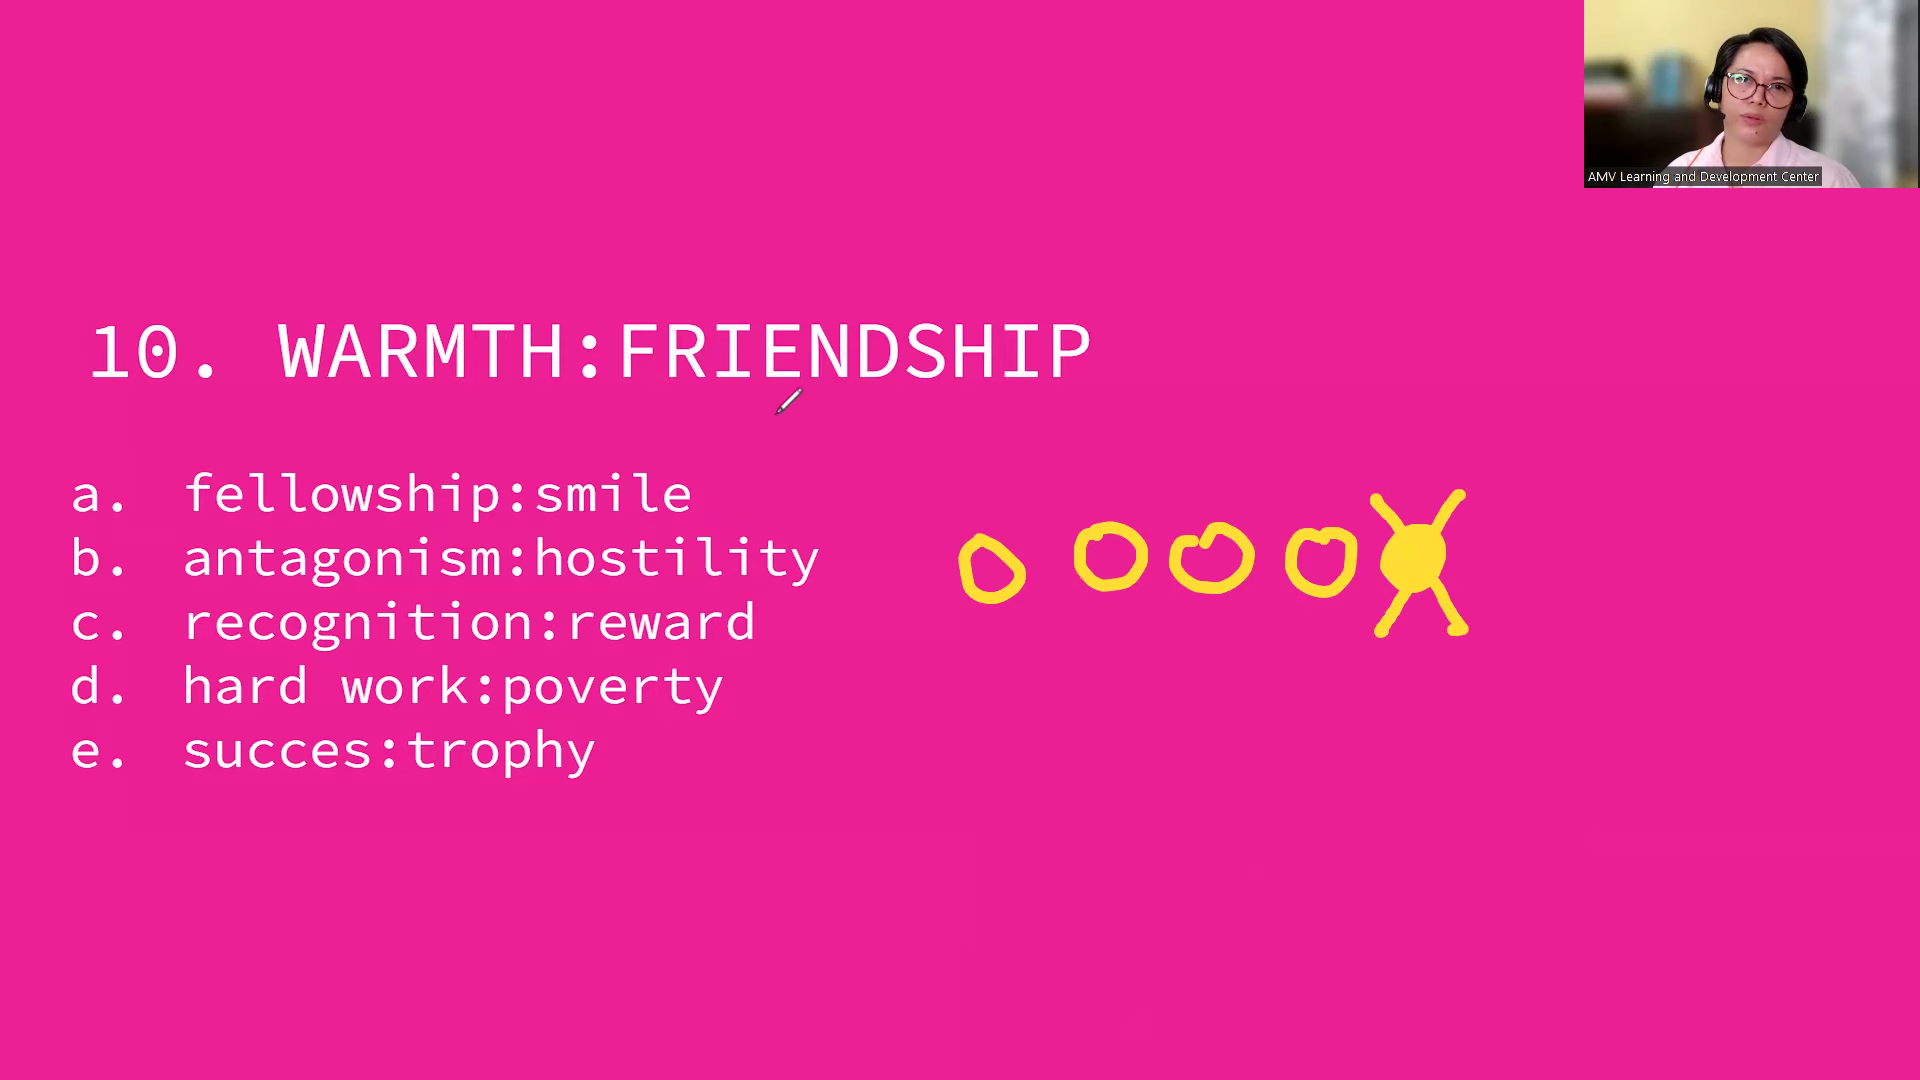 AMV Learning and Development Center
10. WARMTH:FRIENDSHIP
a. fellowship:smile
b. antagonism:hostility
c. recognition:reward
d. hard work:poverty
e. succes:trophy